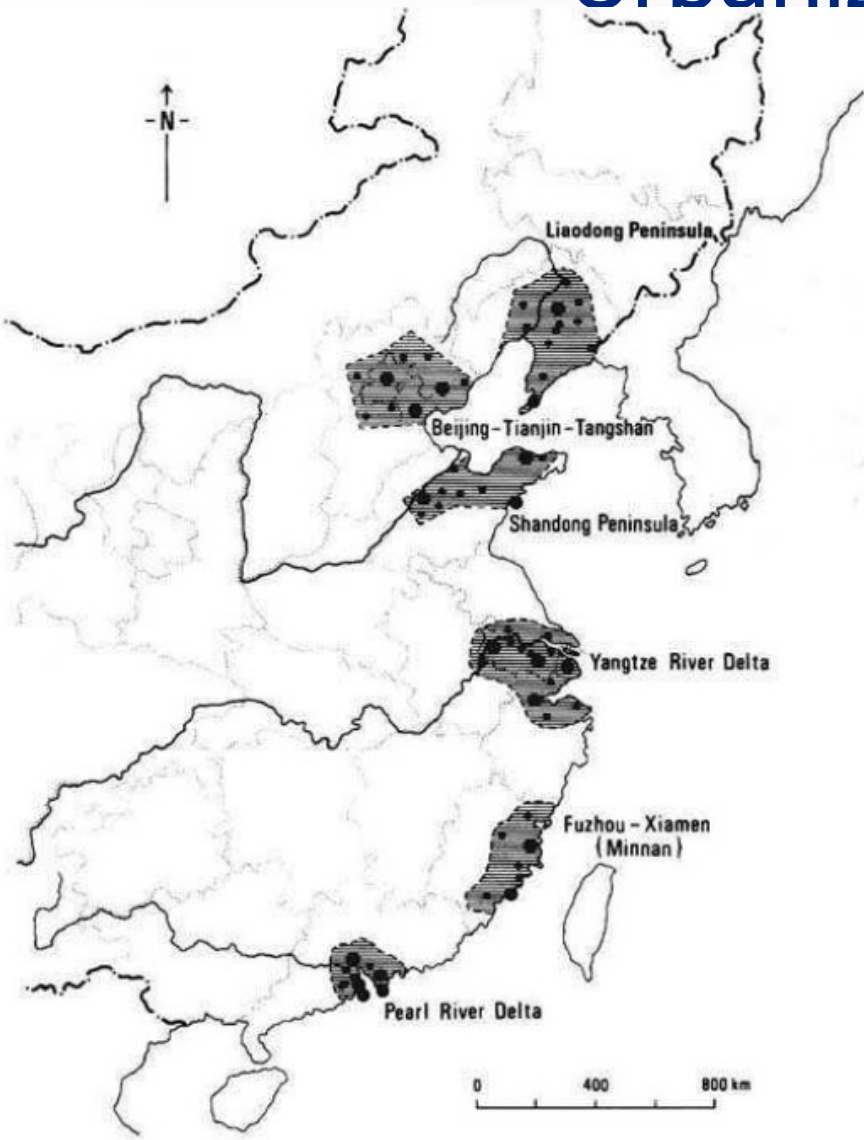 -N-
Liaodong Peninsula
Beijing-Tianjin-Tangshan
Shandong Peninsula
Yangtze River Delta
Fuzhou-Xiamen
(Minnan)
Pearl River Delta
0 400 800 km